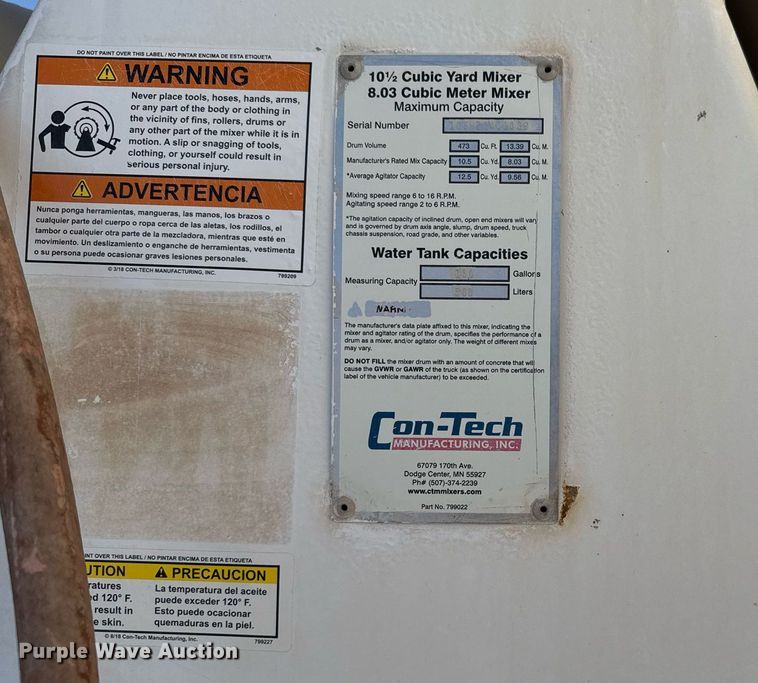 DO NOT PAINT OVER THIS LABEL / NO PINTAR ENCIMA DE ESTA ETIQUETA
WARNING
Never place tools, hoses, hands, arms,
or any part of the body or clothing in
the vicinity of fins, rollers, drums or
any other part of the mixer while it is in
motion. A slip or snagging of tools,
clothing, or yourself could result in
serious personal injury.
ADVERTENCIA
Nunca ponga herramientas, mangueras, las manos, los brazos o
cualquier parte del cuerpo o ropa cerca de las aletas, los rodillos, el
tambor o cualquier otra parte de la mezcladora, mientras que esté en
movimiento. Un deslizamiento o enganche de herramientas, vestimenta
o su persona puede ocasionar graves lesiones personales.
© 3/18 CON-TECH MANUFACTURING, INC. 799209
10½ Cubic Yard Mixer
8.03 Cubic Meter Mixer
Maximum Capacity
Serial Number
Drum Volume 473 Cu. Ft. 13.39 Cu. M.
Manufacturer's Rated Mix Capacity 10.5 Cu. Yd. 8.03 Cu. M.
*Average Agitator Capacity 12.5 Cu. Yd. 9.56 Cu. M.
Mixing speed range 6 to 16 R.P.M.
Agitating speed range 2 to 6 R.P.M.
*The agitation capacity of inclined drum, open end mixers will vary
and is governed by drum axis angle, slump, drum speed, truck
chassis suspension, road grade, and other variables.
Water Tank Capacities
Measuring Capacity Gallons
Liters
The manufacturer's data plate affixed to this mixer, indicating the
mixer and agitator rating of the drum, specifies the performance of a
drum as a mixer, and/or agitator only. The weight of different mixes
may vary.
DO NOT FILL the mixer drum with an amount of concrete that will
cause the GVWR or GAWR of the truck (as shown on the certification
label of the vehicle manufacturer) to be exceeded.
Con-Tech
MANUFACTURING, INC.
67079 170th Ave.
Dodge Center, MN 55927
Ph# (507)-374-2239
www.ctmmixers.com
Part No. 799022
INT OVER THIS LABEL / NO PINTAR ENCIMA DE ESTA ETIQUETA
UTION
ratures
ed 120° F.
result in
e skin.
PRECAUCION
La temperatura del aceite
puede exceder 120° F.
Esto puede ocacionar
quemaduras en la piel.
© 8/18 Con-Tech Manufacturing, Inc. 799227
Purple Wave Auction